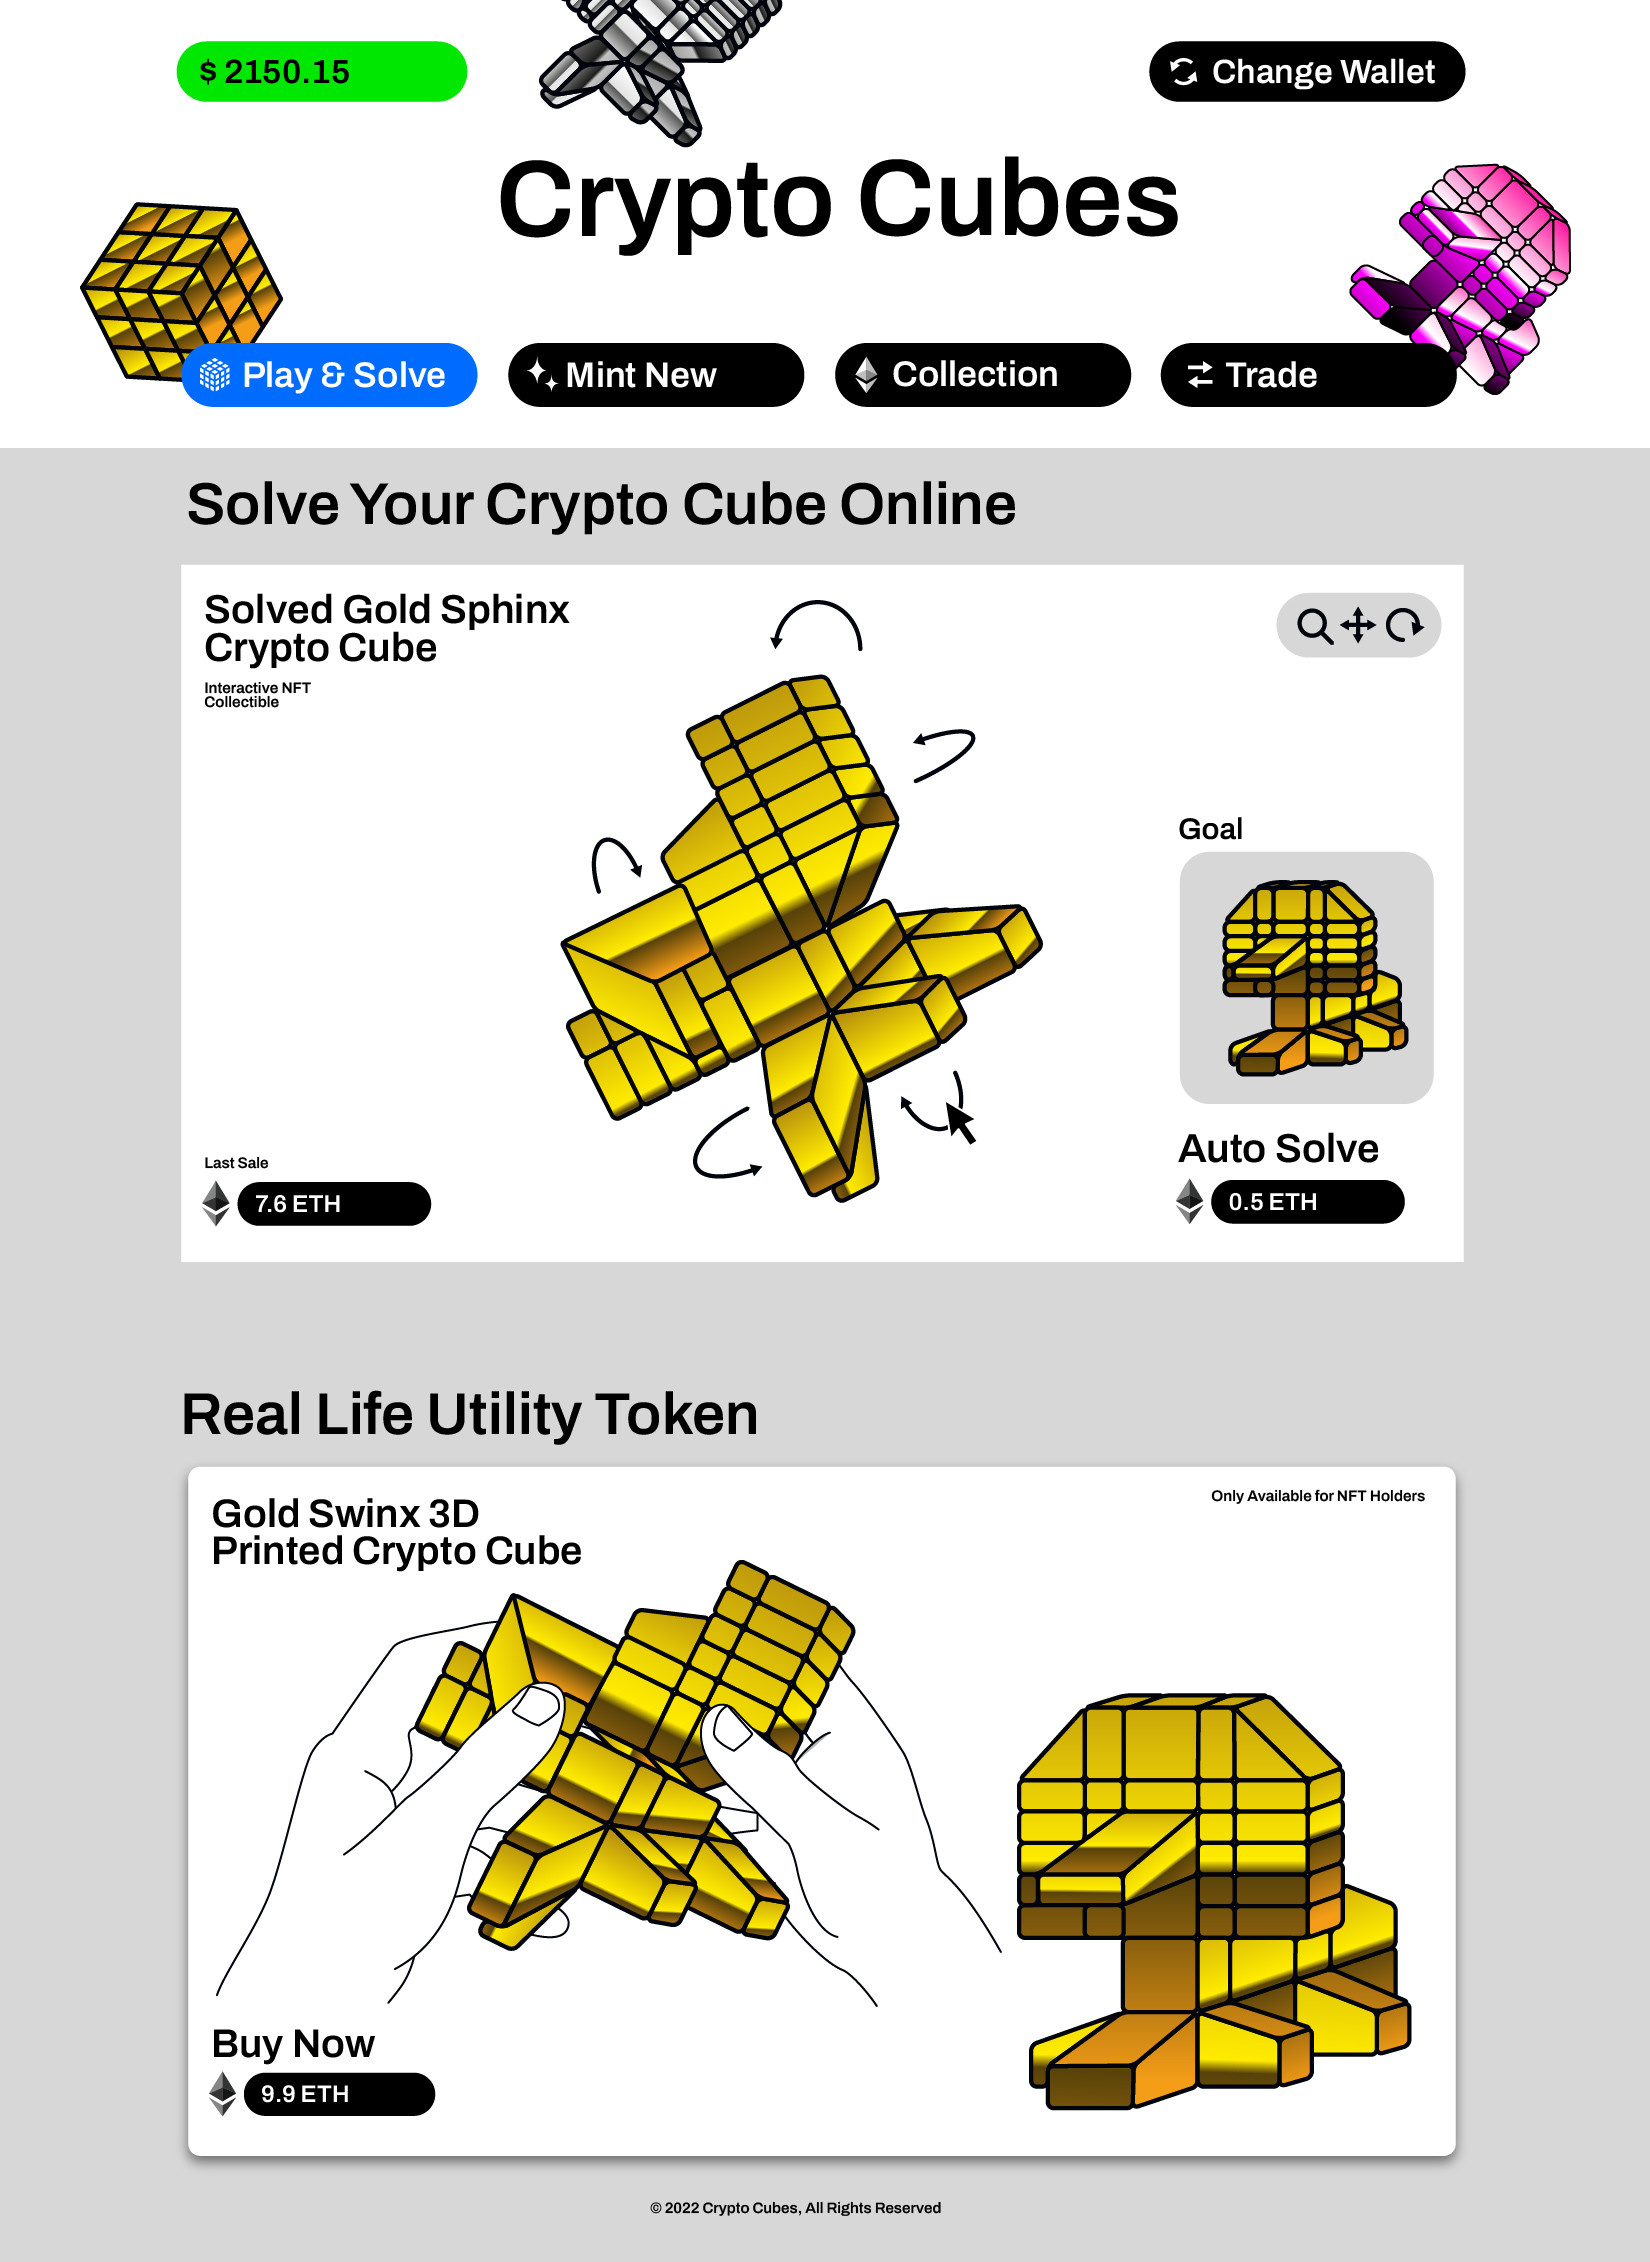 $ 2150.15
Change Wallet
Crypto Cubes
Play & Solve
Mint New
Collection
Trade
Solve Your Crypto Cube Online
Solved Gold Sphinx
Crypto Cube
Interactive NFT
Collectible
Goal
Auto Solve
0.5 ETH
Last Sale
7.6 ETH
Real Life Utility Token
Gold Swinx 3D
Printed Crypto Cube
Only Available for NFT Holders
Buy Now
9.9 ETH
© 2022 Crypto Cubes, All Rights Reserved